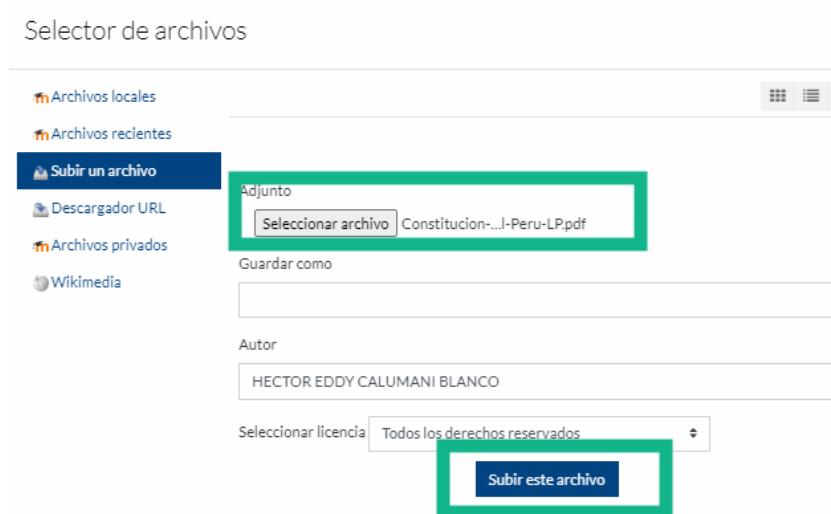 Selector de archivos
Archivos locales
Archivos recientes
Subir un archivo
Descargador URL
Archivos privados
Wikimedia
Adjunto
Seleccionar archivo Constitucion-...l-Peru-LP.pdf
Guardar como
Autor
HECTOR EDDY CALUMANI BLANCO
Seleccionar licencia Todos los derechos reservados
Subir este archivo